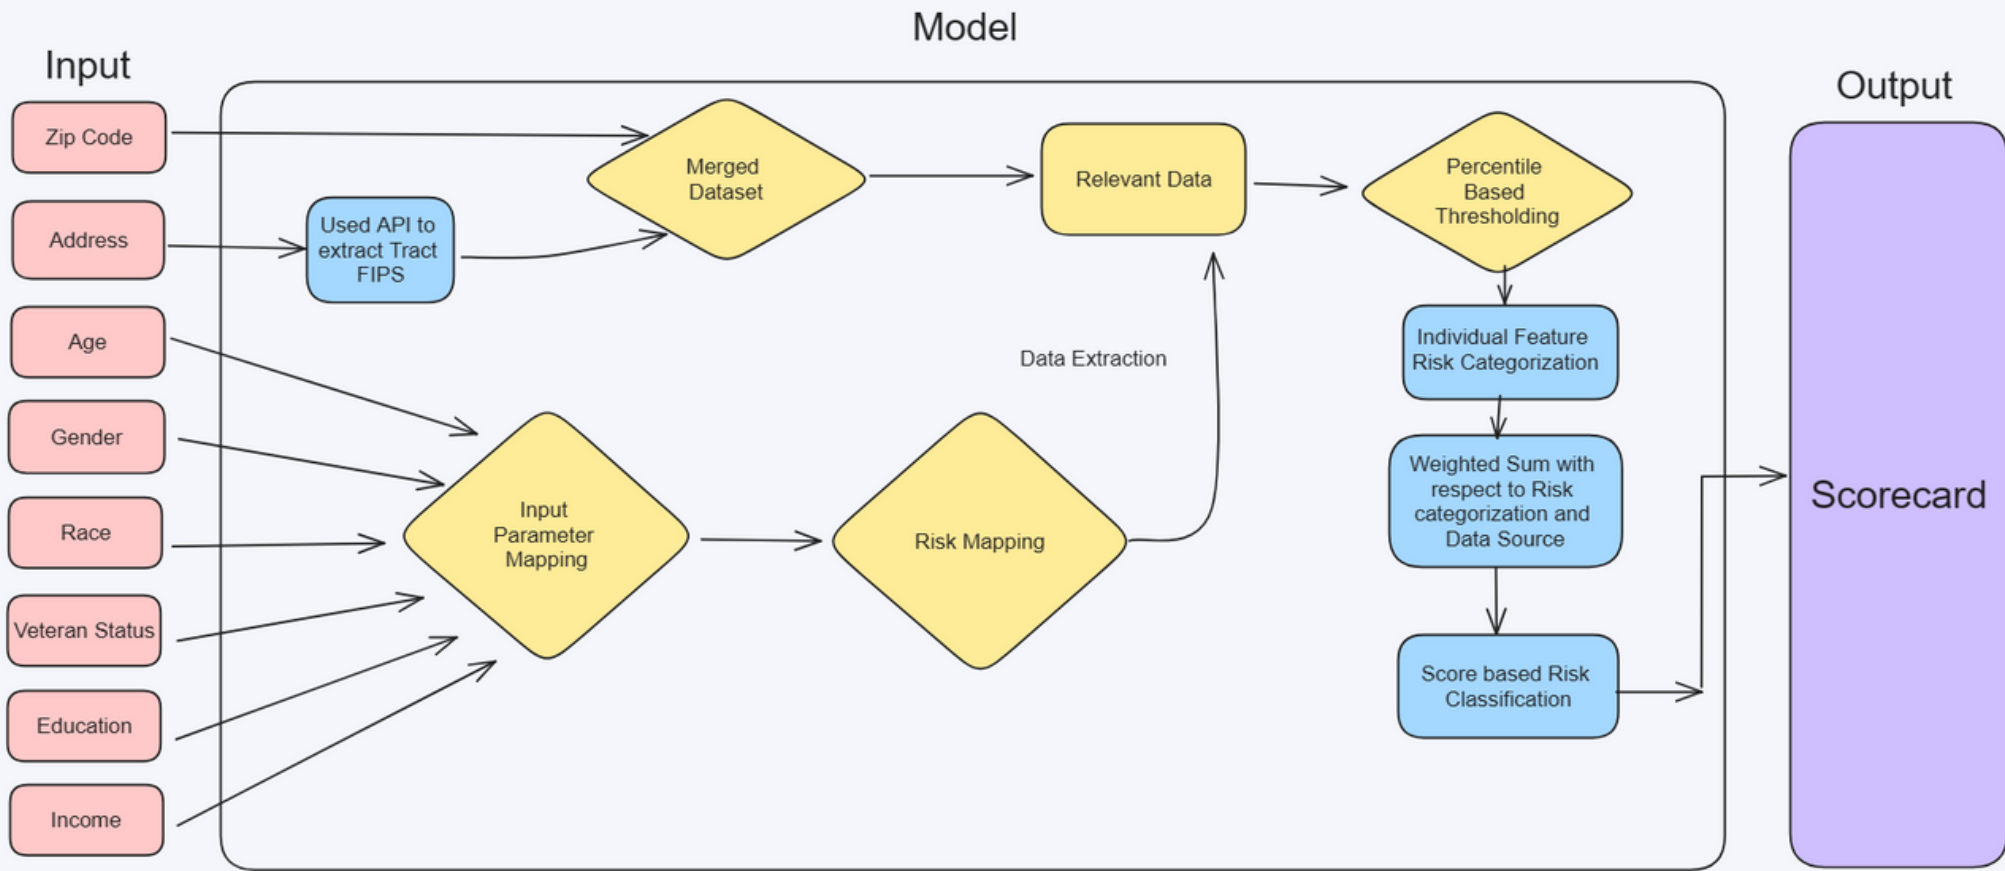 Model
Input
Output
Zip Code
Address
Age
Gender
Race
Veteran Status
Education
Income
Used API to
extract Tract
FIPS
Merged
Dataset
Relevant Data
Percentile
Based
Thresholding
Data Extraction
Input
Parameter
Mapping
Risk Mapping
Individual Feature
Risk Categorization
Weighted Sum with
respect to Risk
categorization and
Data Source
Score based Risk
Classification
Scorecard